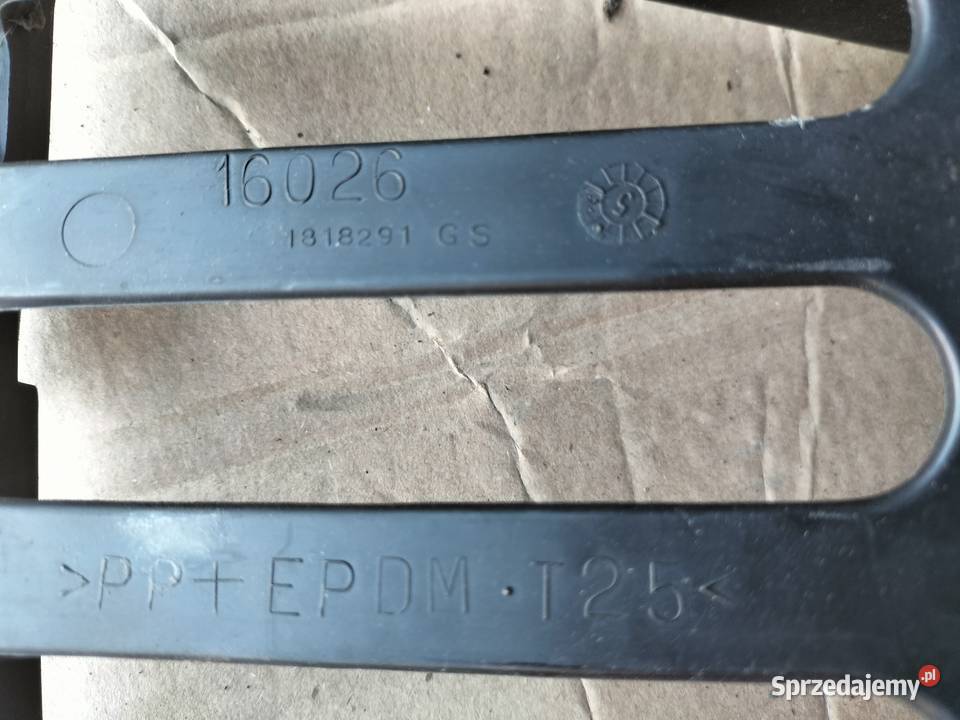 16026
1818291 GS
>PP+EPDM·T25<
Sprzedajemy.pl